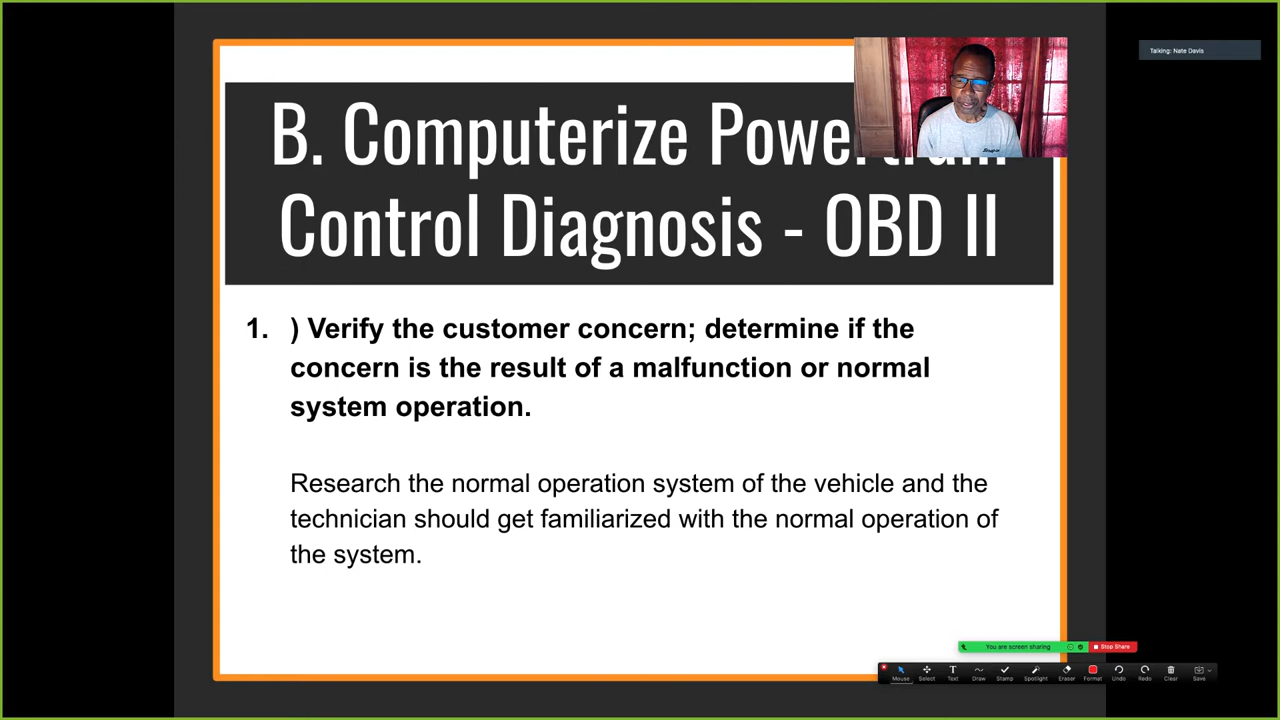 Talking: Nate Davis
B. Computerize
Control Diagnosis - OBD II
1. ) Verify the customer concern; determine if the
concern is the result of a malfunction or normal
system operation.
Research the normal operation system of the vehicle and the
technician should get familiarized with the normal operation of
the system.
You are screen sharing
Stop Share
Mouse Select Text Draw Stamp Spotlight Eraser Format Undo Redo Clear Save